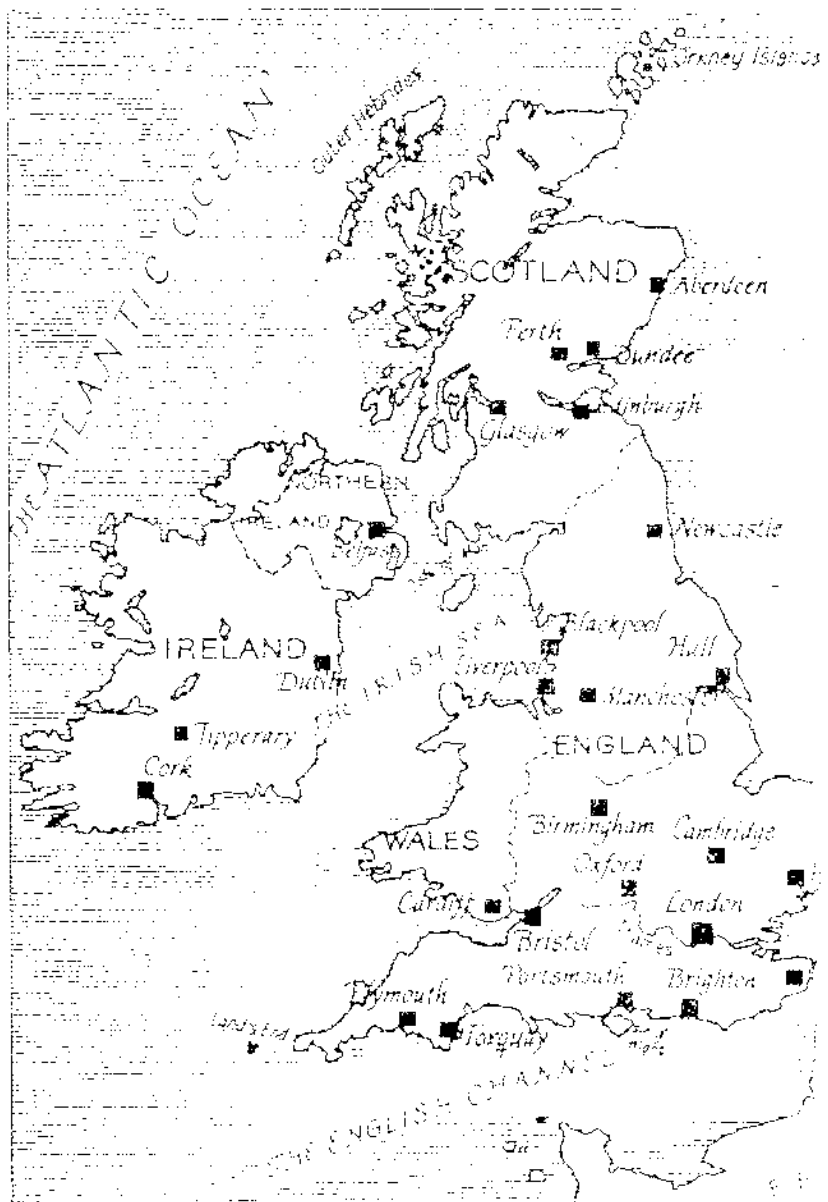 Orkney Islands
Outer Hebrides
THE ATLANTIC OCEAN
SCOTLAND
Aberdeen
Perth
Dundee
Edinburgh
Glasgow
NORTHERN
IRELAND
Belfast
Newcastle
Blackpool
IRELAND
Hull
Liverpool
Dublin
THE IRISH SEA
Manchester
Tipperary
ENGLAND
Cork
Birmingham
Cambridge
WALES
Oxford
Cardiff
London
Bristol
Portsmouth
Brighton
Plymouth
Land's End
Torquay
THE ENGLISH CHANNEL